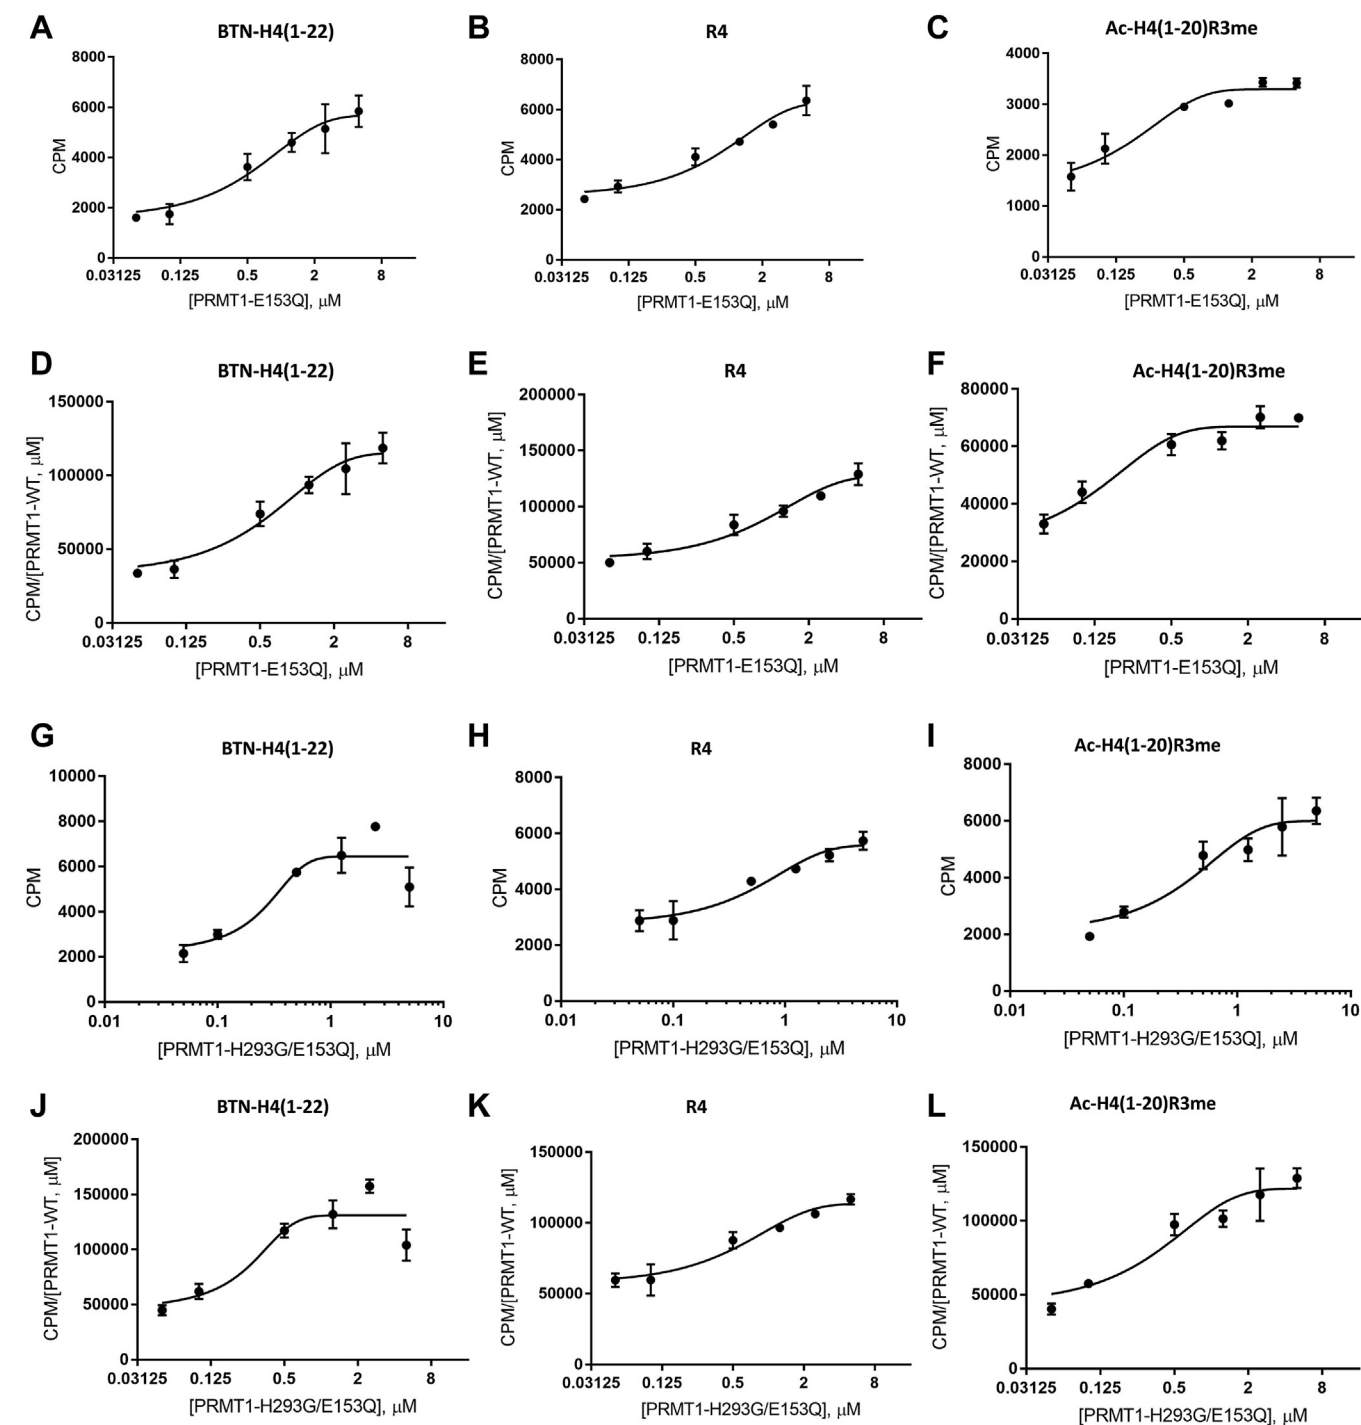 A
BTN-H4(1-22)
8000
6000
4000
2000
0
CPM
0.03125 0.125 0.5 2 8
[PRMT1-E153Q], μM
B
R4
8000
6000
4000
2000
0
CPM
0.03125 0.125 0.5 2 8
[PRMT1-E153Q], μM
C
Ac-H4(1-20)R3me
4000
3000
2000
1000
0
CPM
0.03125 0.125 0.5 2 8
[PRMT1-E153Q], μM
D
BTN-H4(1-22)
150000
100000
50000
0
CPM/[PRMT1-WT, μM]
0.03125 0.125 0.5 2 8
[PRMT1-E153Q], μM
E
R4
200000
150000
100000
50000
0
CPM/[PRMT1-WT, μM]
0.03125 0.125 0.5 2 8
[PRMT1-E153Q], μM
F
Ac-H4(1-20)R3me
80000
60000
40000
20000
0
CPM/[PRMT1-WT, μM]
0.03125 0.125 0.5 2 8
[PRMT1-E153Q], μM
G
BTN-H4(1-22)
10000
8000
6000
4000
2000
0
CPM
0.01 0.1 1 10
[PRMT1-H293G/E153Q], μM
H
R4
8000
6000
4000
2000
0
CPM
0.01 0.1 1 10
[PRMT1-H293G/E153Q], μM
I
Ac-H4(1-20)R3me
8000
6000
4000
2000
0
CPM
0.01 0.1 1 10
[PRMT1-H293G/E153Q], μM
J
BTN-H4(1-22)
200000
150000
100000
50000
0
CPM/[PRMT1-WT, μM]
0.03125 0.125 0.5 2 8
[PRMT1-H293G/E153Q], μM
K
R4
150000
100000
50000
0
CPM/[PRMT1-WT, μM]
0.03125 0.125 0.5 2 8
[PRMT1-H293G/E153Q], μM
L
Ac-H4(1-20)R3me
150000
100000
50000
0
CPM/[PRMT1-WT, μM]
0.03125 0.125 0.5 2 8
[PRMT1-H293G/E153Q], μM